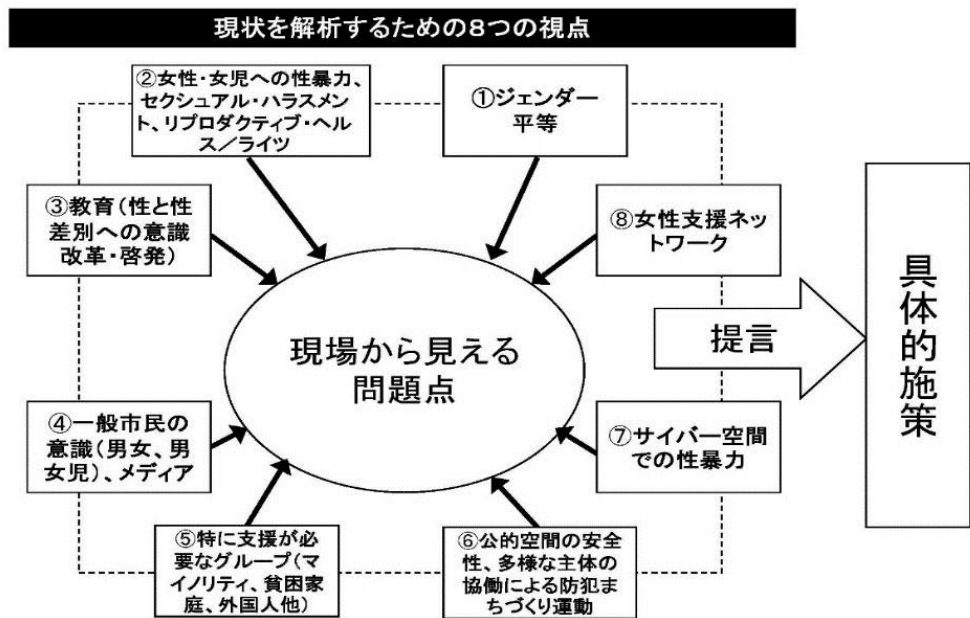 現状を解析するための8つの視点
①ジェンダー
平等
②女性・女児への性暴力、
セクシュアル・ハラスメン
ト、リプロダクティブ・ヘル
ス／ライツ
③教育(性と性
差別への意識
改革・啓発)
④一般市民の
意識(男女、男
女児)、メディア
⑤特に支援が必
要なグループ(マ
イノリティ、貧困家
庭、外国人他)
⑥公的空間の安全
性、多様な主体の
協働による防犯ま
ちづくり運動
⑦サイバー空間
での性暴力
⑧女性支援ネッ
トワーク
現場から見える
問題点
提言
具体的施策